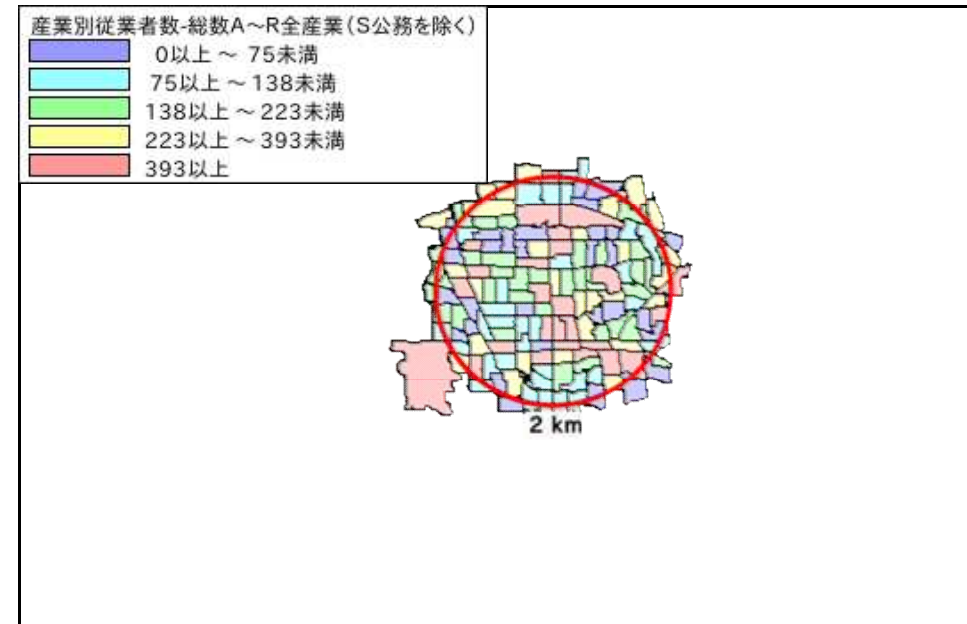 産業別従業者数-総数A～R全産業(S公務を除く)
0以上 ～ 75未満
75以上 ～ 138未満
138以上 ～ 223未満
223以上 ～ 393未満
393以上
2 km